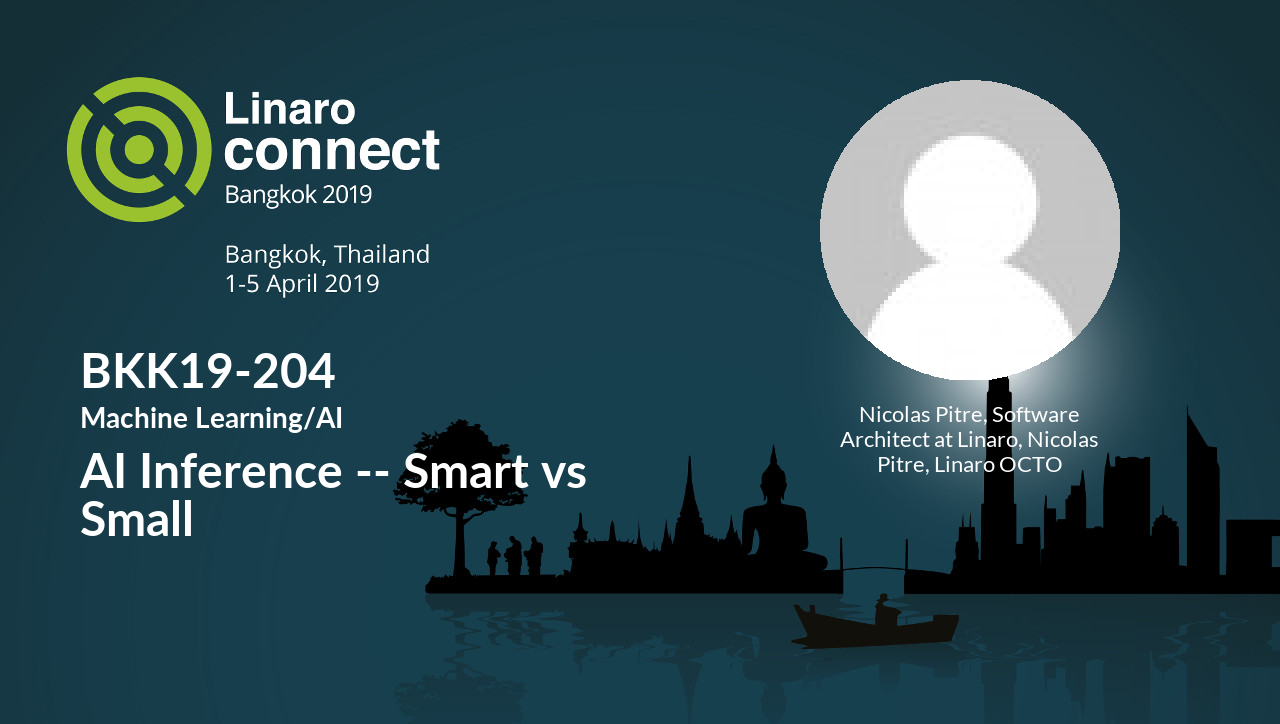 Linaro
connect
Bangkok 2019
Bangkok, Thailand
1-5 April 2019
BKK19-204
Machine Learning/AI
AI Inference -- Smart vs
Small
Nicolas Pitre, Software
Architect at Linaro, Nicolas
Pitre, Linaro OCTO